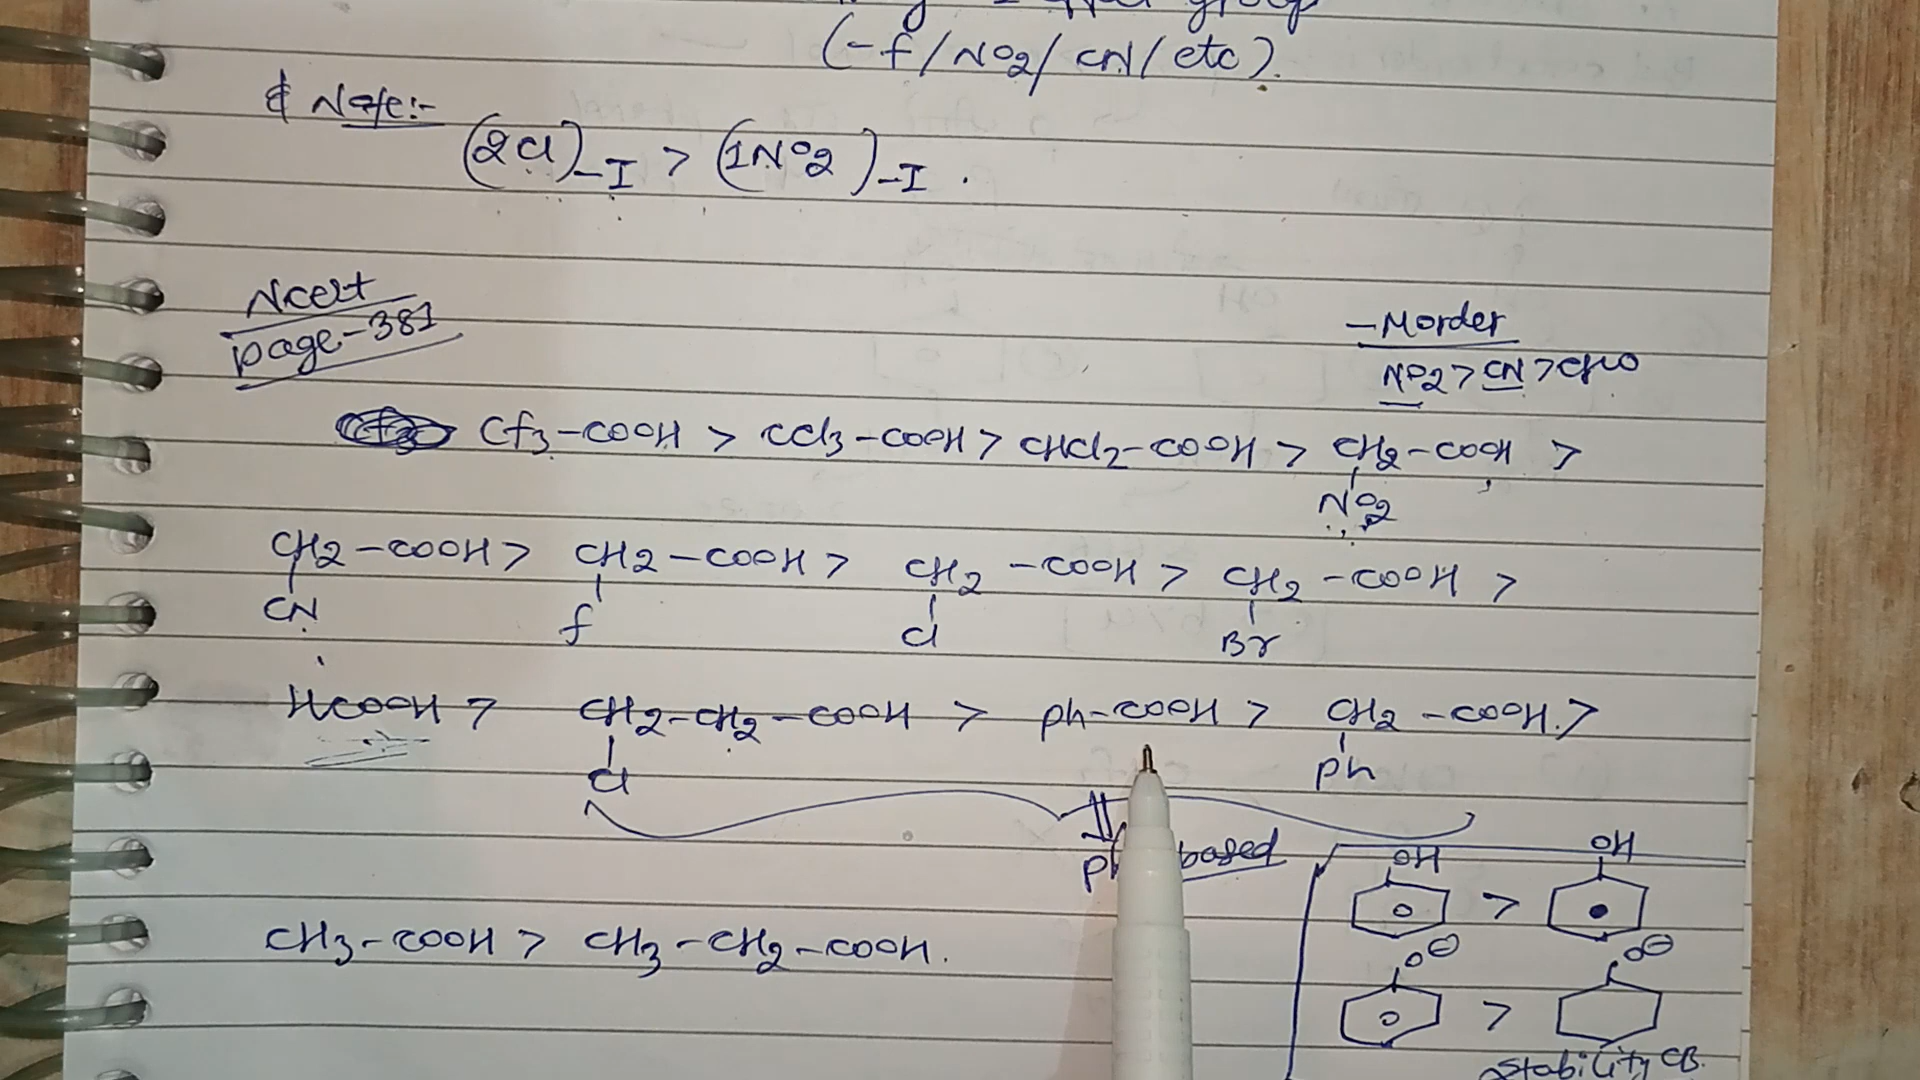 group
(-f/NO2/CN/etc).
& Note:-
(2Cl)-I > (1NO2)-I .
Ncert
page-381
-M order
NO2 > CN > CHO
Cf3-COOH > CCl3-COOH > CHCl2-COOH > CH2-COOH >
NO2
CH2-COOH > CH2-COOH > CH2-COOH > CH2-COOH >
CN f Cl Br
HCOOH > CH2-CH2-COOH > ph-COOH > CH2-COOH. >
Cl ph
based
OH > OH
CH3-COOH > CH3-CH2-COOH.
O⊖ > O⊖
Stability CB.